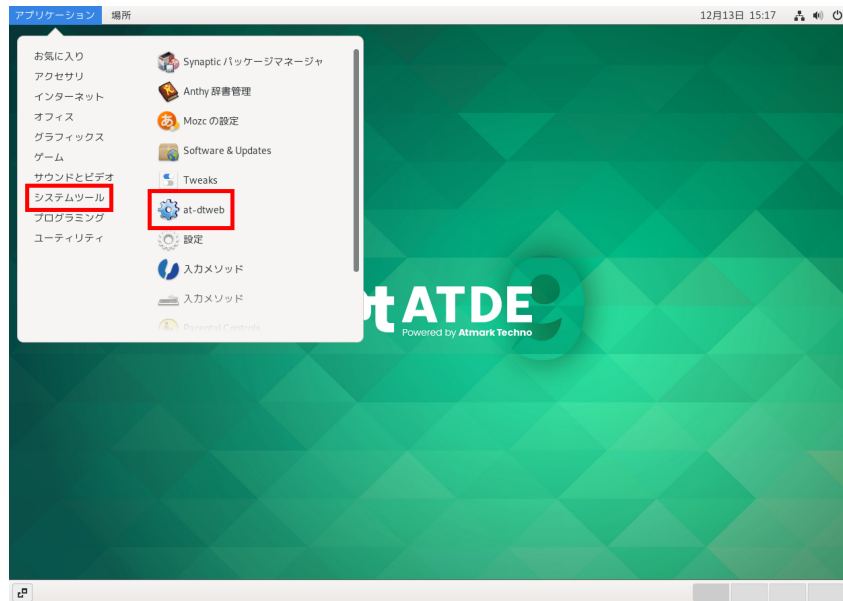 アプリケーション 場所 12月13日 15:17
お気に入り
アクセサリ
インターネット
オフィス
グラフィックス
ゲーム
サウンドとビデオ
システムツール
プログラミング
ユーティリティ
Synaptic パッケージマネージャ
Anthy 辞書管理
Mozc の設定
Software & Updates
Tweaks
at-dtweb
設定
入力メソッド
入力メソッド
Parental Controls
ATDE 9
Powered by Atmark Techno